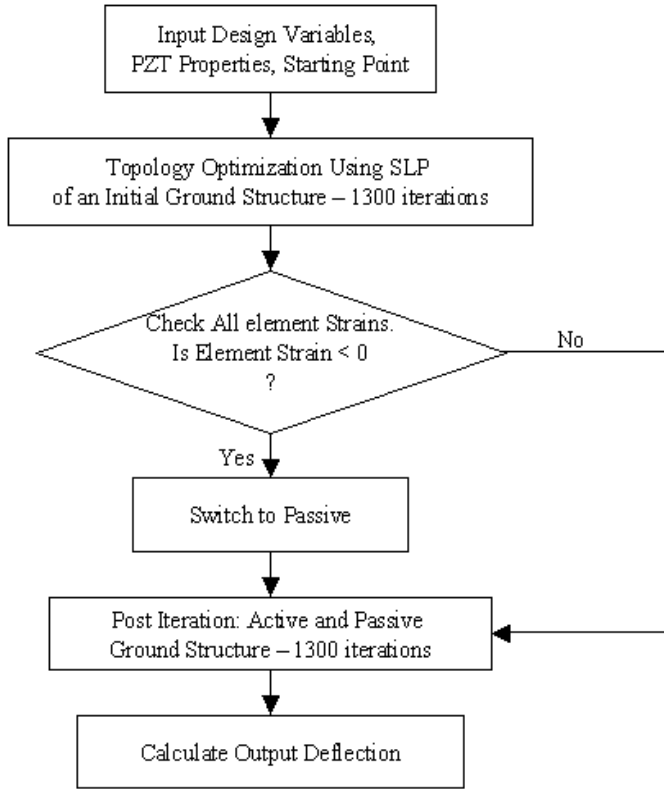 Input Design Variables,
PZT Properties, Starting Point
Topology Optimization Using SLP
of an Initial Ground Structure – 1300 iterations
Check All element Strains.
Is Element Strain < 0
?
No
Yes
Switch to Passive
Post Iteration: Active and Passive
Ground Structure – 1300 iterations
Calculate Output Deflection